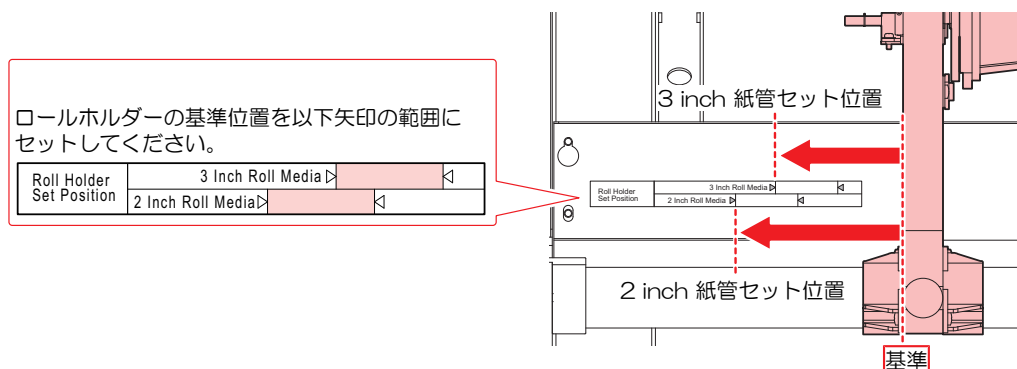 ロールホルダーの基準位置を以下矢印の範囲に
セットしてください。
Roll Holder
Set Position
3 Inch Roll Media
2 Inch Roll Media
3 inch 紙管セット位置
Roll Holder
Set Position
3 Inch Roll Media
2 Inch Roll Media
2 inch 紙管セット位置
基準